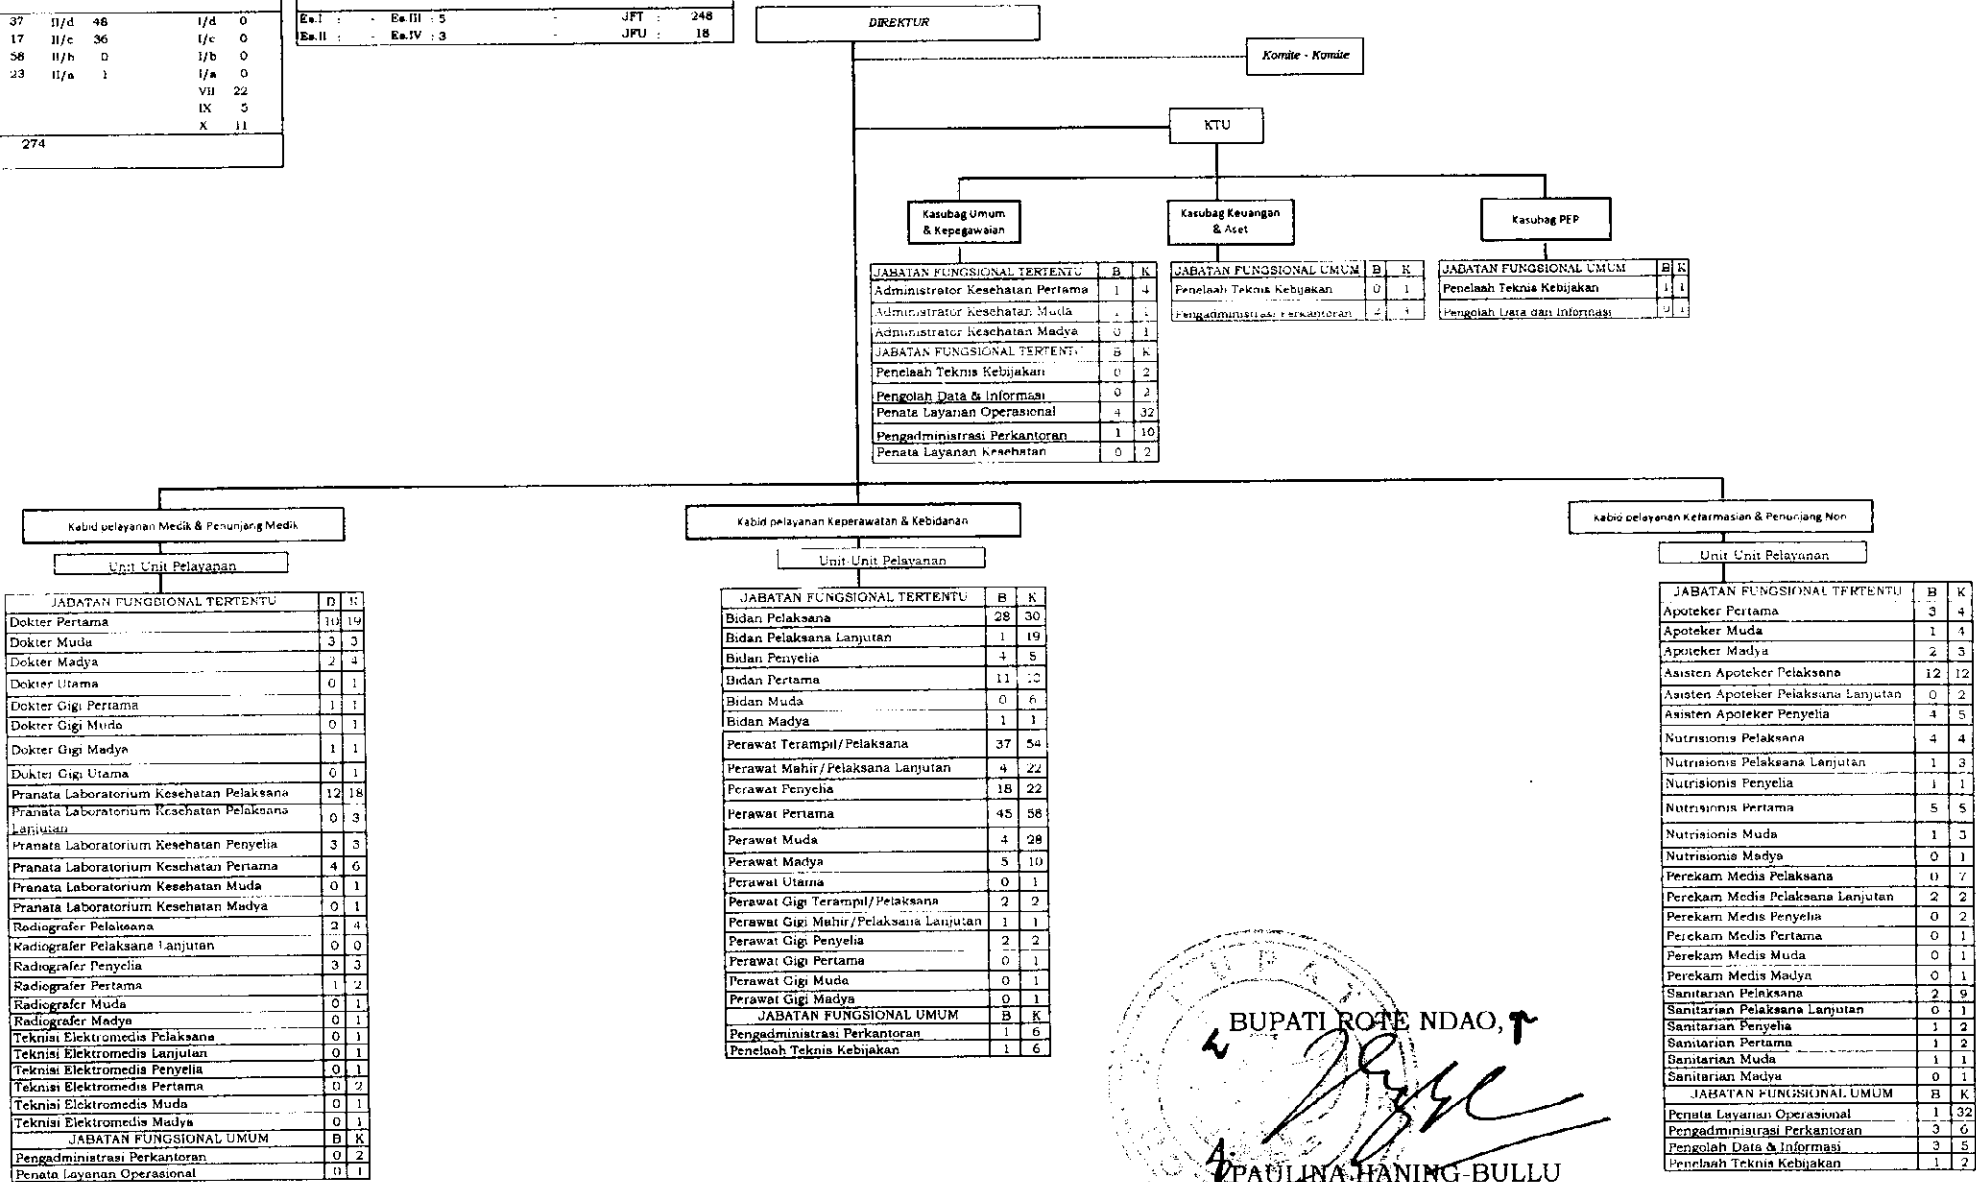 37 II/d 48 I/d 0
17 II/c 36 I/c 0
58 II/b 0 I/b 0
23 II/a 1 I/a 0
VII 22
IX 5
X 11
274
Es.I : - Es.III : 5 - JFT : 248
Es.II : - Es.IV : 3 - JFU : 18
DIREKTUR
Komite - Komite
KTU
Kasubag Umum
& Kepegawaian
Kasubag Keuangan
& Aset
Kasubag PEP
JABATAN FUNGSIONAL TERTENTU B K
Administrator Kesehatan Pertama 1 4
Administrator Kesehatan Muda 1 1
Administrator Kesehatan Madya 0 1
JABATAN FUNGSIONAL TERTENTU B K
Penelaah Teknis Kebijakan 0 2
Pengolah Data & Informasi 0 2
Penata Layanan Operasional 4 32
Pengadministrasi Perkantoran 1 10
Penata Layanan Kesehatan 0 2
JABATAN FUNGSIONAL UMUM B K
Penelaah Teknis Kebijakan 0 1
Pengadministrasi Perkantoran
JABATAN FUNGSIONAL UMUM B K
Penelaah Teknis Kebijakan 1 1
Pengolah Data dan Informasi 0 1
Kabid pelayanan Medik & Penunjang Medik
Unit Unit Pelayanan
JABATAN FUNGSIONAL TERTENTU B K
Dokter Pertama 10 19
Dokter Muda 3 3
Dokter Madya 2 4
Dokter Utama 0 1
Dokter Gigi Pertama 1 1
Dokter Gigi Muda 0 1
Dokter Gigi Madya 1 1
Dokter Gigi Utama 0 1
Pranata Laboratorium Kesehatan Pelaksana 12 18
Pranata Laboratorium Kesehatan Pelaksana
Lanjutan 0 3
Pranata Laboratorium Kesehatan Penyelia 3 3
Pranata Laboratorium Kesehatan Pertama 4 6
Pranata Laboratorium Kesehatan Muda 0 1
Pranata Laboratorium Kesehatan Madya 0 1
Radiografer Pelaksana 2 4
Radiografer Pelaksana Lanjutan 0 0
Radiografer Penyelia 3 3
Radiografer Pertama 1 2
Radiografer Muda 0 1
Radiografer Madya 0 1
Teknisi Elektromedis Pelaksana 0 1
Teknisi Elektromedis Lanjutan 0 1
Teknisi Elektromedis Penyelia 0 1
Teknisi Elektromedis Pertama 0 2
Teknisi Elektromedis Muda 0 1
Teknisi Elektromedis Madya 0 1
JABATAN FUNGSIONAL UMUM B K
Pengadministrasi Perkantoran 0 2
Penata Layanan Operasional 0 1
Kabid pelayanan Keperawatan & Kebidanan
Unit-Unit Pelayanan
JABATAN FUNGSIONAL TERTENTU B K
Bidan Pelaksana 28 30
Bidan Pelaksana Lanjutan 1 19
Bidan Penyelia 4 5
Bidan Pertama 11
Bidan Muda 0 6
Bidan Madya 1 1
Perawat Terampil/Pelaksana 37 54
Perawat Mahir/Pelaksana Lanjutan 4 22
Perawat Penyelia 18 22
Perawat Pertama 45 58
Perawat Muda 4 28
Perawat Madya 5 10
Perawat Utama 0 1
Perawat Gigi Terampil/Pelaksana 2 2
Perawat Gigi Mahir/Pelaksana Lanjutan 1 1
Perawat Gigi Penyelia 2 2
Perawat Gigi Pertama 0 1
Perawat Gigi Muda 0 1
Perawat Gigi Madya 0 1
JABATAN FUNGSIONAL UMUM B K
Pengadministrasi Perkantoran 1 6
Penelaah Teknis Kebijakan 1 6
Kabid pelayanan Kefarmasian & Penunjang Non
Unit Unit Pelayanan
JABATAN FUNGSIONAL TERTENTU B K
Apoteker Pertama 3 4
Apoteker Muda 1 4
Apoteker Madya 2 3
Asisten Apoteker Pelaksana 12 12
Asisten Apoteker Pelaksana Lanjutan 0 2
Asisten Apoteker Penyelia 4 5
Nutrisionis Pelaksana 4 4
Nutrisionis Pelaksana Lanjutan 1 3
Nutrisionis Penyelia 1 1
Nutrisionis Pertama 5 5
Nutrisionis Muda 1 3
Nutrisionis Madya 0 1
Perekam Medis Pelaksana 0 7
Perekam Medis Pelaksana Lanjutan 2 2
Perekam Medis Penyelia 0 2
Perekam Medis Pertama 0 1
Perekam Medis Muda 0 1
Perekam Medis Madya 0 1
Sanitarian Pelaksana 2 9
Sanitarian Pelaksana Lanjutan 0 1
Sanitarian Penyelia 1 2
Sanitarian Pertama 1 2
Sanitarian Muda 1 1
Sanitarian Madya 0 1
JABATAN FUNGSIONAL UMUM B K
Penata Layanan Operasional 1 32
Pengadministrasi Perkantoran 3 6
Pengolah Data & Informasi 3 5
Penelaah Teknis Kebijakan 1 2
BUPATI ROTE NDAO,
PAULINA HANING-BULLU